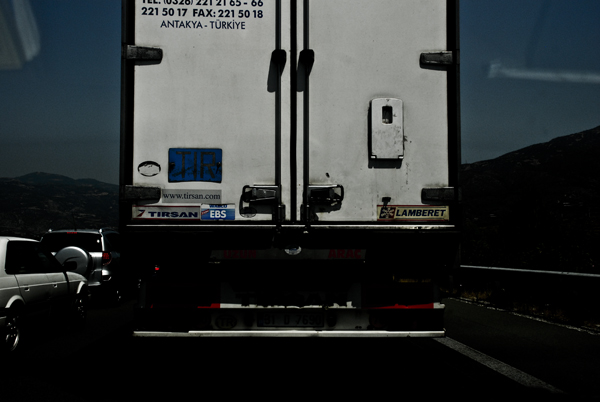 TEL: (0326) 221 21 65 - 66
221 50 17 FAX: 221 50 18
ANTAKYA - TÜRKİYE
TIR
www.tirsan.com
TIRSAN
WABCO
EBS
LAMBERET